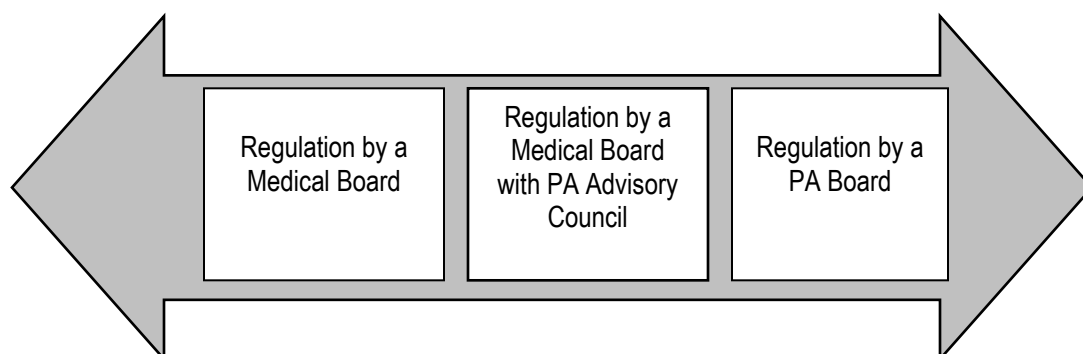 Regulation by a
Medical Board
Regulation by a
Medical Board
with PA Advisory
Council
Regulation by a
PA Board